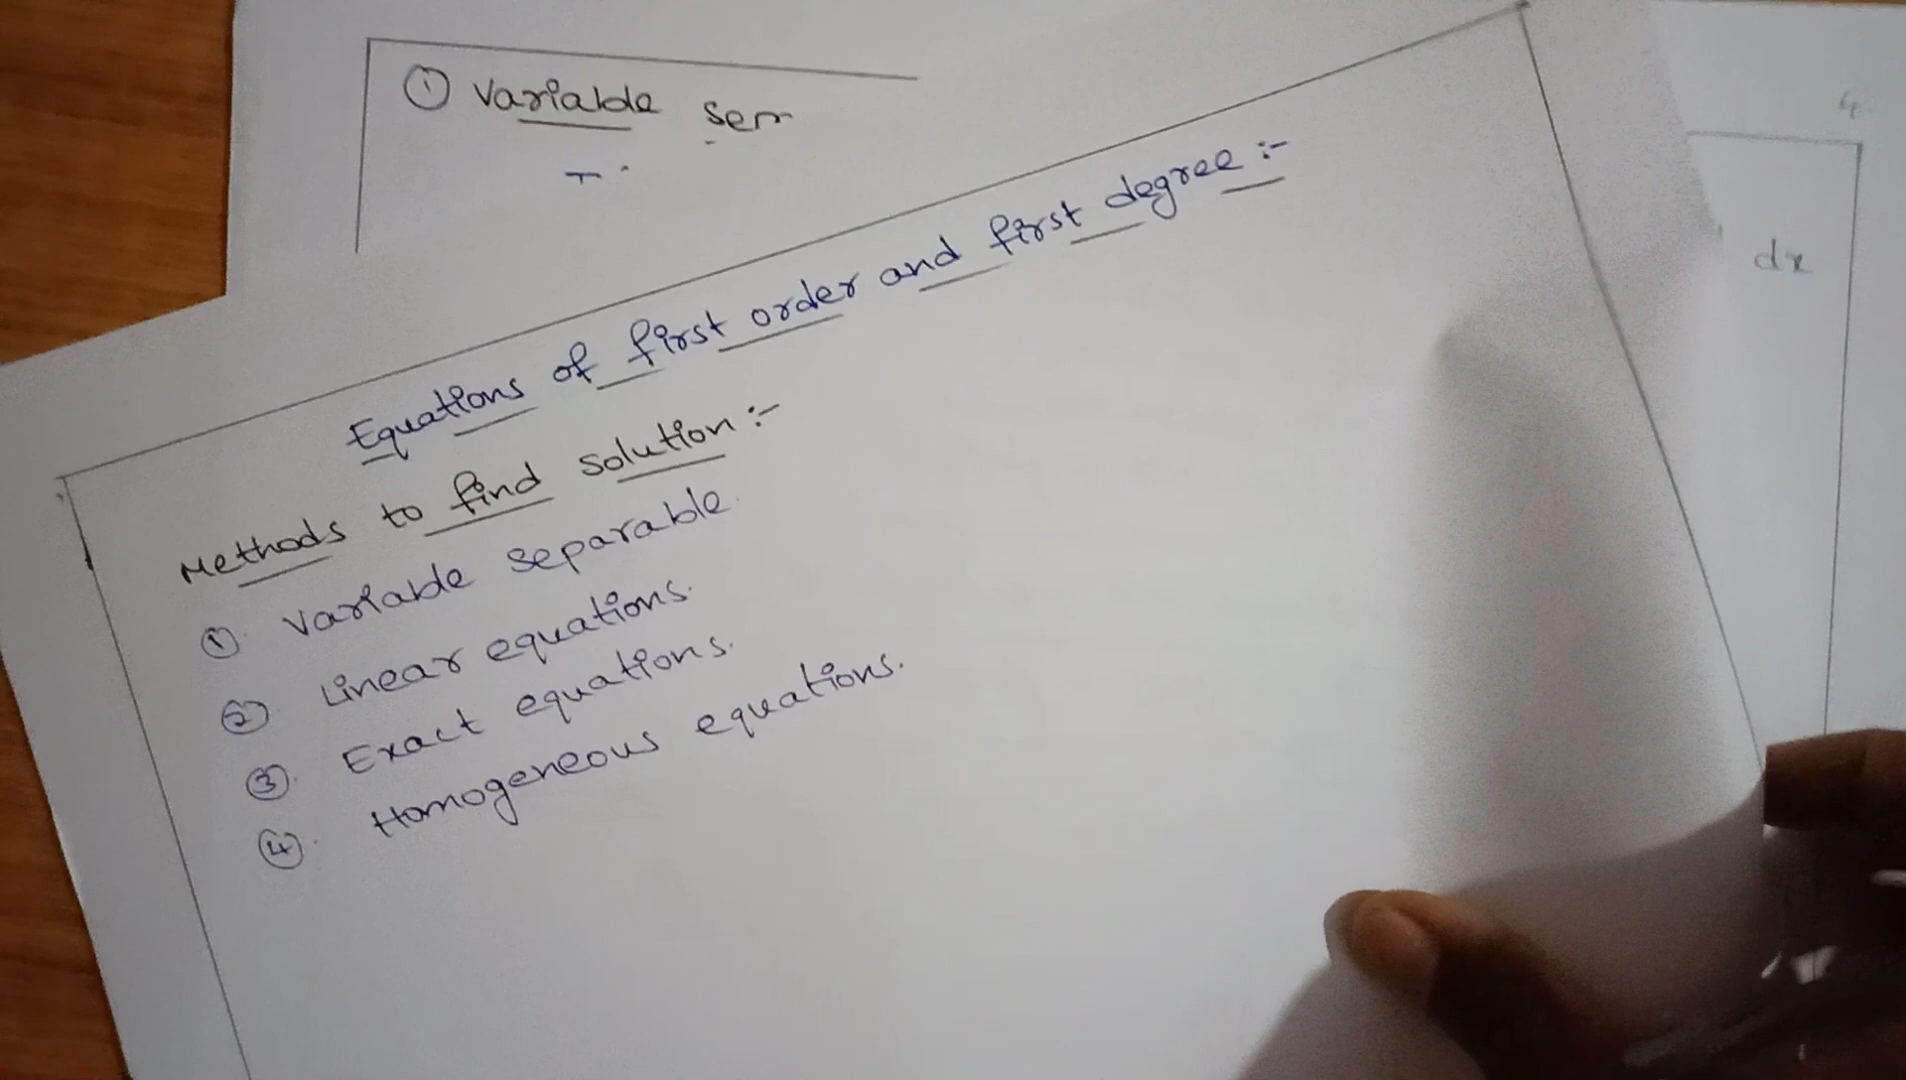 ① Variable
Equations of first order and first degree :-
Methods to find solution :-
①. Variable separable.
② Linear equations.
③. Exact equations.
④. Homogeneous equations.
4
dx